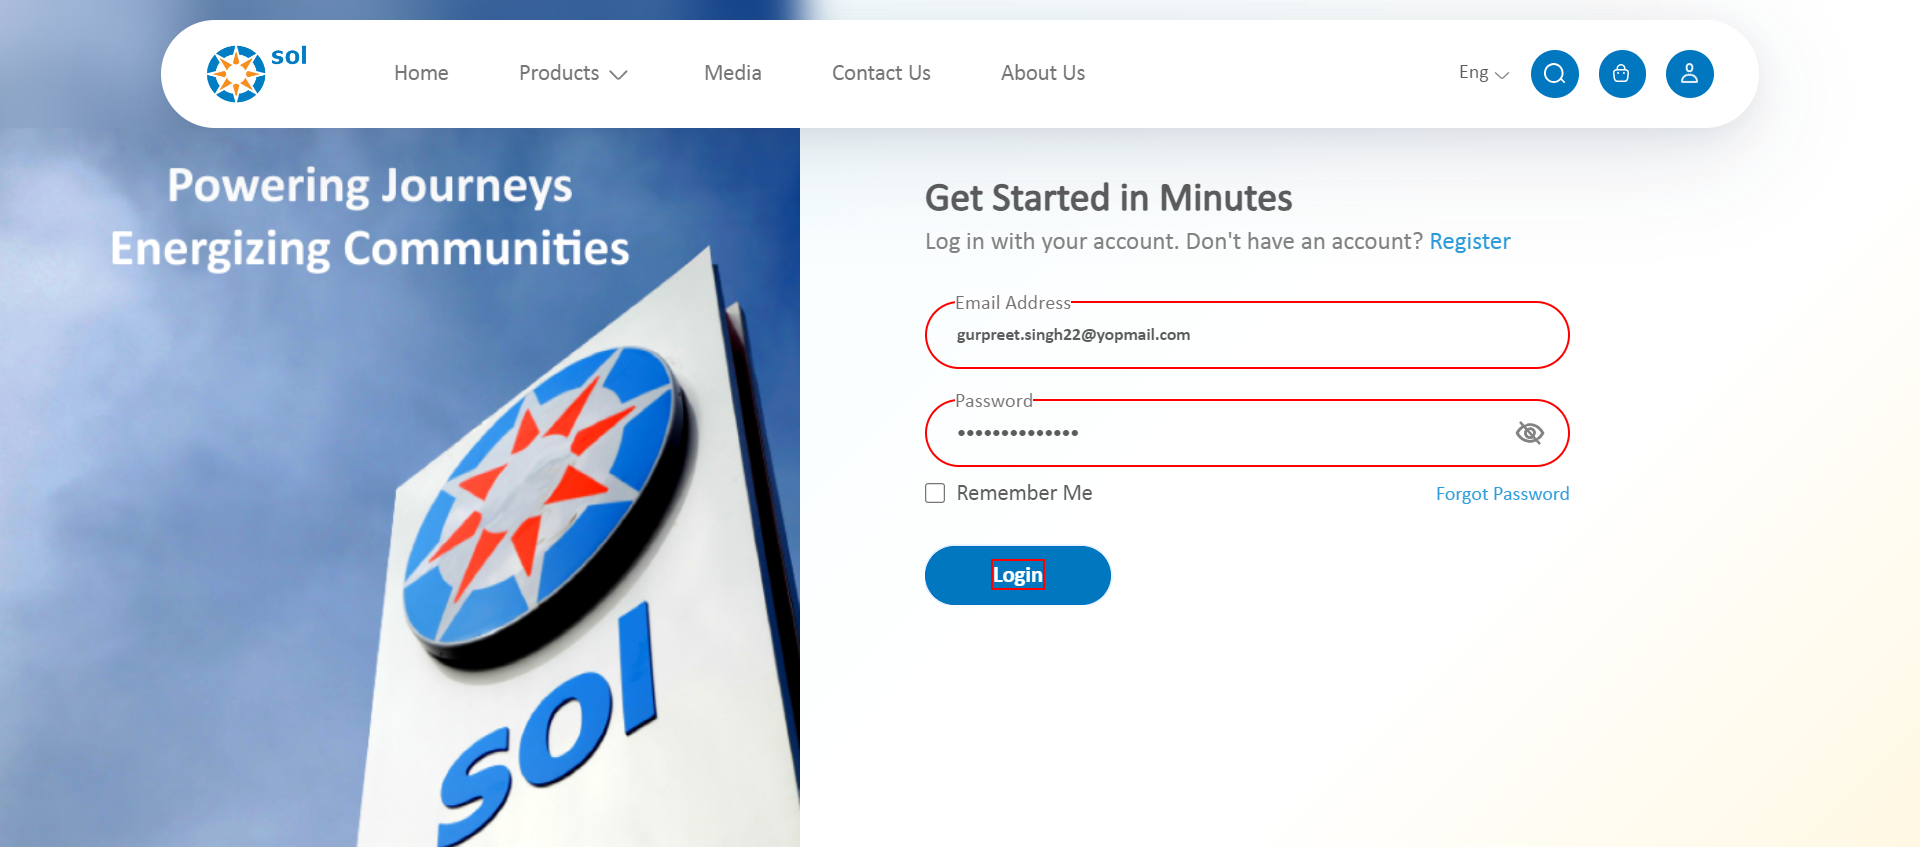 sol
Home
Products
Media
Contact Us
About Us
Eng
Powering Journeys
Energizing Communities
sol
Get Started in Minutes
Log in with your account. Don't have an account? Register
Email Address
gurpreet.singh22@yopmail.com
Password
••••••••••••••
Remember Me
Forgot Password
Login